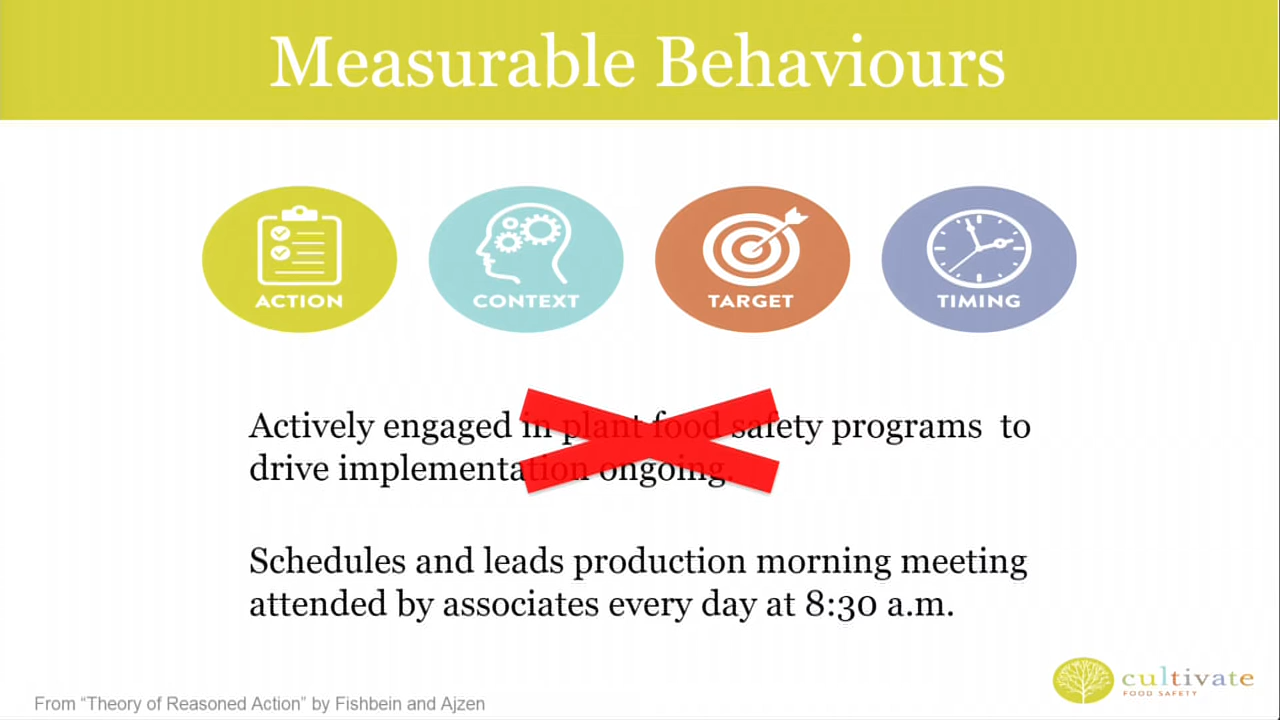 Measurable Behaviours
ACTION
CONTEXT
TARGET
TIMING
Actively engaged in plant food safety programs to
drive implementation ongoing.
Schedules and leads production morning meeting
attended by associates every day at 8:30 a.m.
cultivate
FOOD SAFETY
From “Theory of Reasoned Action” by Fishbein and Ajzen